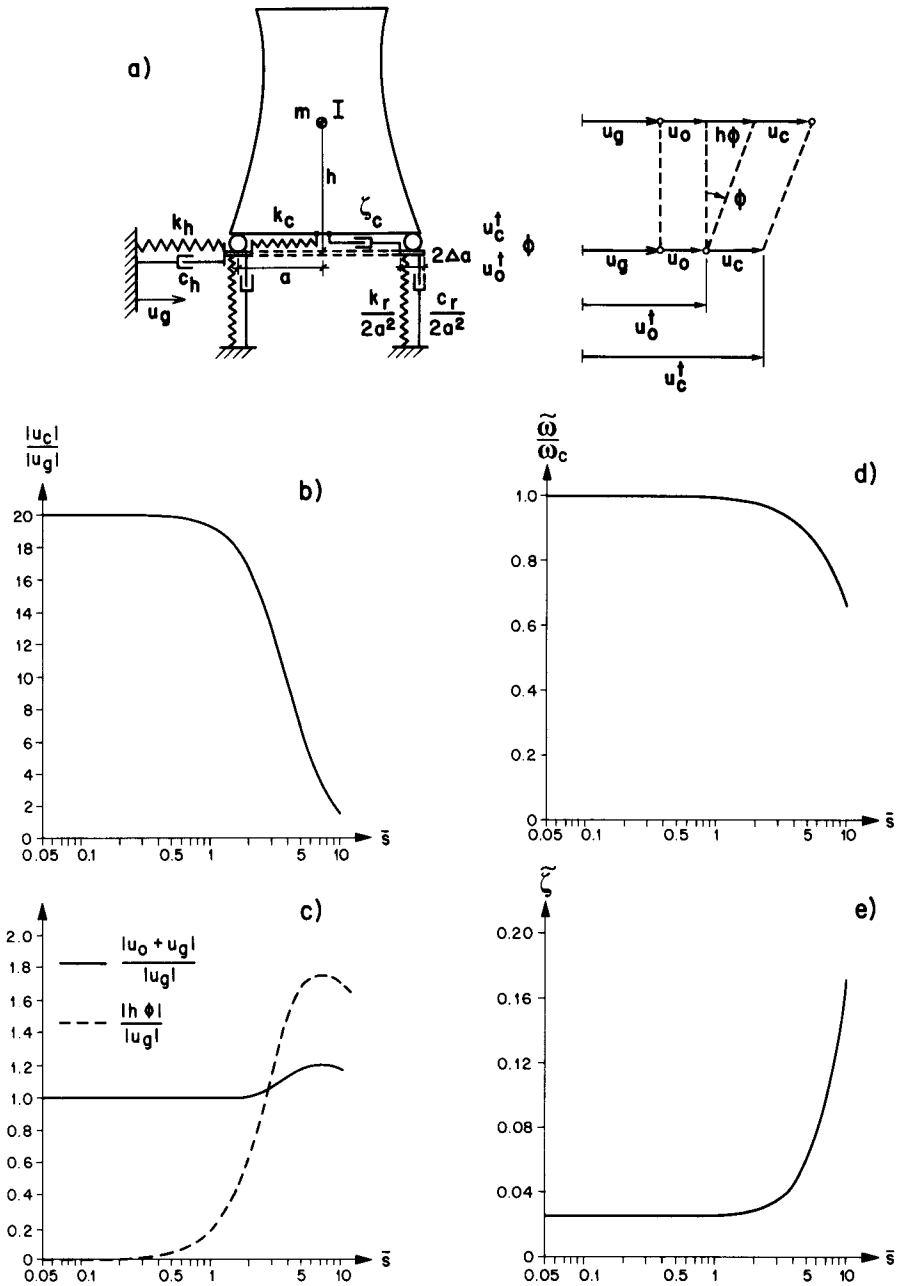 a)
m I
h
k_h
k_c
ζ_c
c_h
a
2Δa
u_c^t
u_o^t
ϕ
u_g
k_r
2a²
c_r
2a²
u_g u_o hϕ u_c
ϕ
u_g u_o u_c
u_o^t
u_c^t
|u_c|
|u_g|
b)
20
18
16
14
12
10
8
6
4
2
0
0.05 0.1 0.5 1 5 10 s̄
ω̃
ω_c
d)
1.0
0.8
0.6
0.4
0.2
0
0.05 0.1 0.5 1 5 10 s̄
c)
2.0
1.8
1.6
1.4
1.2
1.0
0.8
0.6
0.4
0.2
0
|u_o + u_g|
|u_g|
|h ϕ|
|u_g|
0.05 0.1 0.5 1 5 10 s̄
ζ̃
e)
0.20
0.16
0.12
0.08
0.04
0
0.05 0.1 0.5 1 5 10 s̄